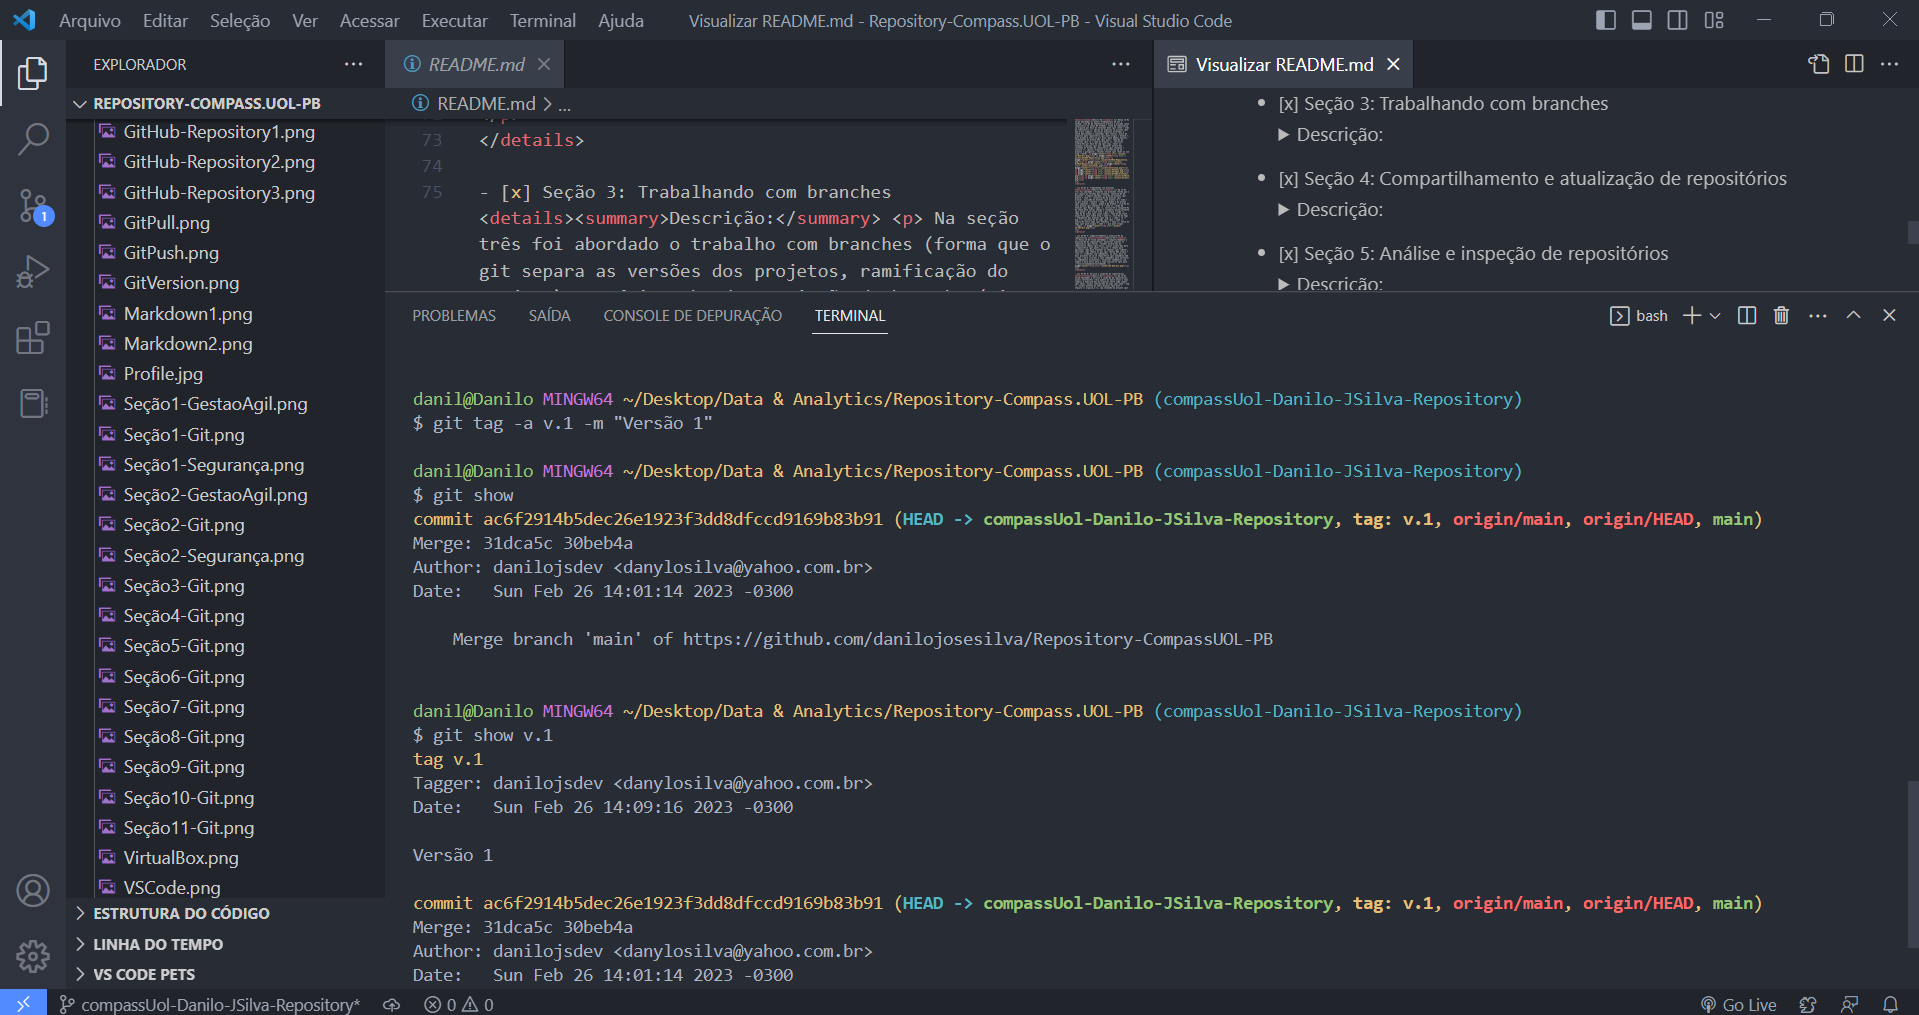 Arquivo Editar Seleção Ver Acessar Executar Terminal Ajuda Visualizar README.md - Repository-Compass.UOL-PB - Visual Studio Code
EXPLORADOR
REPOSITORY-COMPASS.UOL-PB
GitHub-Repository1.png
GitHub-Repository2.png
GitHub-Repository3.png
GitPull.png
GitPush.png
GitVersion.png
Markdown1.png
Markdown2.png
Profile.jpg
Seção1-GestaoAgil.png
Seção1-Git.png
Seção1-Segurança.png
Seção2-GestaoAgil.png
Seção2-Git.png
Seção2-Segurança.png
Seção3-Git.png
Seção4-Git.png
Seção5-Git.png
Seção6-Git.png
Seção7-Git.png
Seção8-Git.png
Seção9-Git.png
Seção10-Git.png
Seção11-Git.png
VirtualBox.png
VSCode.png
ESTRUTURA DO CÓDIGO
LINHA DO TEMPO
VS CODE PETS
1
README.md
README.md > ...
73 </details>
74
75 - [x] Seção 3: Trabalhando com branches
<details><summary>Descrição:</summary> <p> Na seção
três foi abordado o trabalho com branches (forma que o
git separa as versões dos projetos, ramificação do
Visualizar README.md
[x] Seção 3: Trabalhando com branches
Descrição:
[x] Seção 4: Compartilhamento e atualização de repositórios
Descrição:
[x] Seção 5: Análise e inspeção de repositórios
Descrição:
PROBLEMAS SAÍDA CONSOLE DE DEPURAÇÃO TERMINAL bash
danil@Danilo MINGW64 ~/Desktop/Data & Analytics/Repository-Compass.UOL-PB (compassUol-Danilo-JSilva-Repository)
$ git tag -a v.1 -m "Versão 1"
danil@Danilo MINGW64 ~/Desktop/Data & Analytics/Repository-Compass.UOL-PB (compassUol-Danilo-JSilva-Repository)
$ git show
commit ac6f2914b5dec26e1923f3dd8dfccd9169b83b91 (HEAD -> compassUol-Danilo-JSilva-Repository, tag: v.1, origin/main, origin/HEAD, main)
Merge: 31dca5c 30beb4a
Author: danilojsdev <danylosilva@yahoo.com.br>
Date: Sun Feb 26 14:01:14 2023 -0300
Merge branch 'main' of https://github.com/danilojosesilva/Repository-CompassUOL-PB
danil@Danilo MINGW64 ~/Desktop/Data & Analytics/Repository-Compass.UOL-PB (compassUol-Danilo-JSilva-Repository)
$ git show v.1
tag v.1
Tagger: danilojsdev <danylosilva@yahoo.com.br>
Date: Sun Feb 26 14:09:16 2023 -0300
Versão 1
commit ac6f2914b5dec26e1923f3dd8dfccd9169b83b91 (HEAD -> compassUol-Danilo-JSilva-Repository, tag: v.1, origin/main, origin/HEAD, main)
Merge: 31dca5c 30beb4a
Author: danilojsdev <danylosilva@yahoo.com.br>
Date: Sun Feb 26 14:01:14 2023 -0300
compassUol-Danilo-JSilva-Repository* 0 0 Go Live